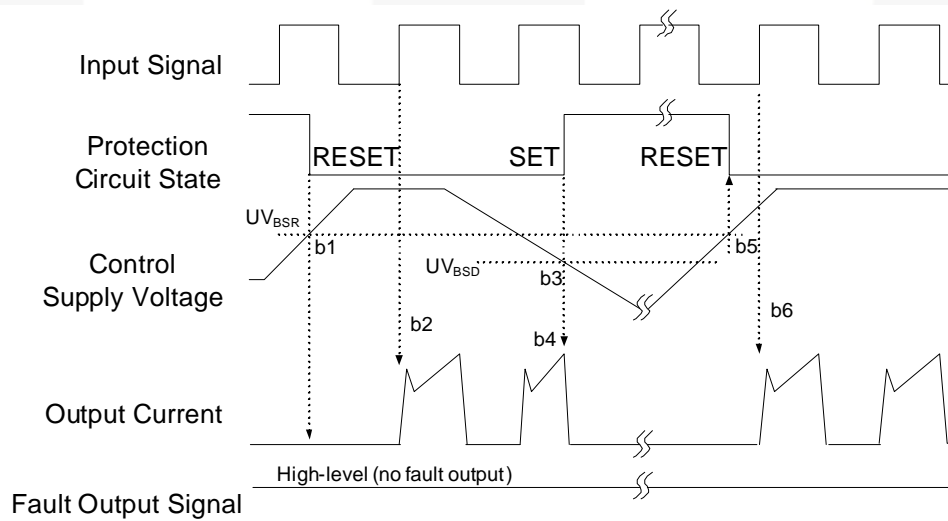 Input Signal
Protection
Circuit State
RESET
SET
RESET
UVBSR
b1
b5
Control
Supply Voltage
UVBSD
b3
b2
b4
b6
Output Current
High-level (no fault output)
Fault Output Signal